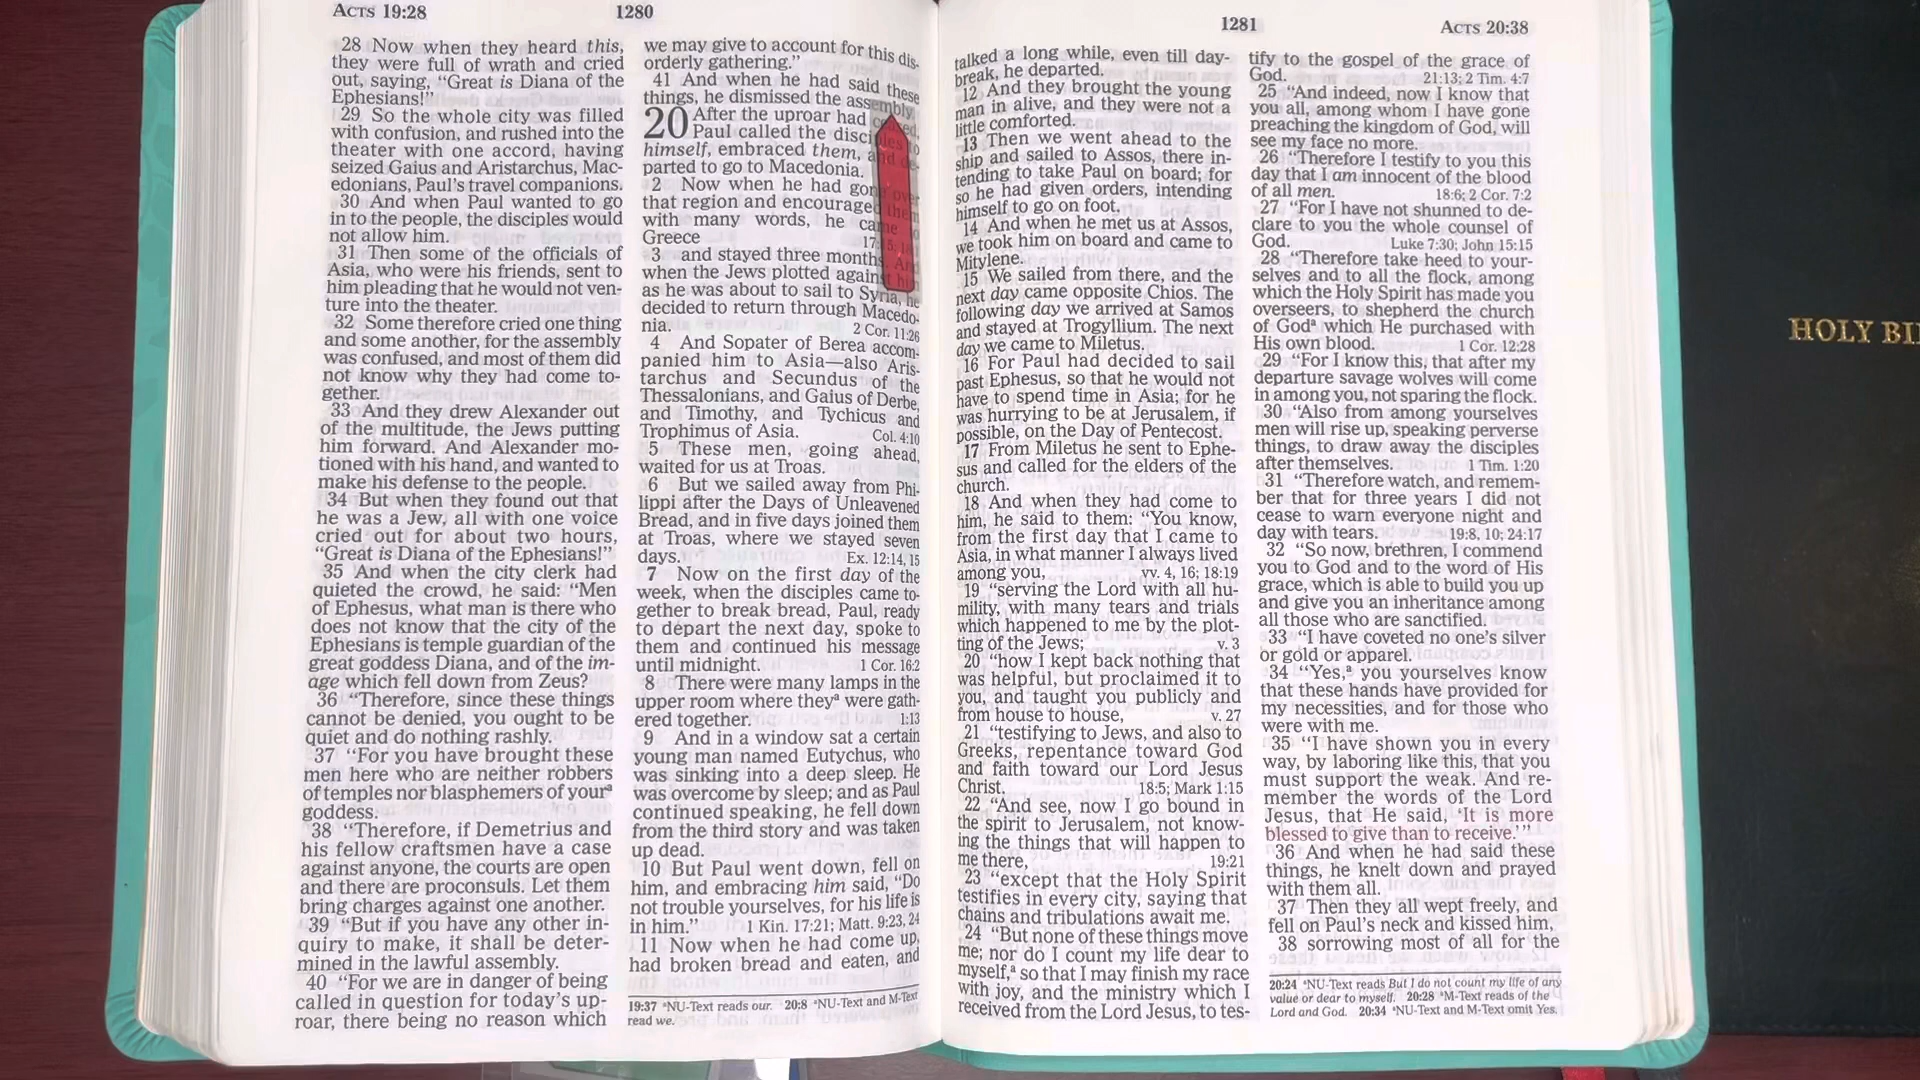 ACTS 19:28
1280
28 Now when they heard this,
they were full of wrath and cried
out, saying, “Great is Diana of the
Ephesians!”
29 So the whole city was filled
with confusion, and rushed into the
theater with one accord, having
seized Gaius and Aristarchus, Mac-
edonians, Paul's travel companions.
30 And when Paul wanted to go
in to the people, the disciples would
not allow him.
31 Then some of the officials of
Asia, who were his friends, sent to
him pleading that he would not ven-
ture into the theater.
32 Some therefore cried one thing
and some another, for the assembly
was confused, and most of them did
not know why they had come to-
gether.
33 And they drew Alexander out
of the multitude, the Jews putting
him forward. And Alexander mo-
tioned with his hand, and wanted to
make his defense to the people.
34 But when they found out that
he was a Jew, all with one voice
cried out for about two hours,
“Great is Diana of the Ephesians!”
35 And when the city clerk had
quieted the crowd, he said: “Men
of Ephesus, what man is there who
does not know that the city of the
Ephesians is temple guardian of the
great goddess Diana, and of the im-
age which fell down from Zeus?
36 “Therefore, since these things
cannot be denied, you ought to be
quiet and do nothing rashly.
37 “For you have brought these
men here who are neither robbers
of temples nor blasphemers of yourª
goddess.
38 “Therefore, if Demetrius and
his fellow craftsmen have a case
against anyone, the courts are open
and there are proconsuls. Let them
bring charges against one another.
39 “But if you have any other in-
quiry to make, it shall be deter-
mined in the lawful assembly.
40 “For we are in danger of being
called in question for today's up-
roar, there being no reason which
we may give to account for this dis-
orderly gathering.”
41 And when he had said these
things, he dismissed the assembly.
20 After the uproar had ceased,
Paul called the disciples to
himself, embraced them, and de-
parted to go to Macedonia.
2 Now when he had gone over
that region and encouraged them
with many words, he came to
Greece 17:15; 18:1
3 and stayed three months. And
when the Jews plotted against him
as he was about to sail to Syria, he
decided to return through Macedo-
nia. 2 Cor. 11:26
4 And Sopater of Berea accom-
panied him to Asia—also Aris-
tarchus and Secundus of the
Thessalonians, and Gaius of Derbe,
and Timothy, and Tychicus and
Trophimus of Asia. Col. 4:10
5 These men, going ahead,
waited for us at Troas.
6 But we sailed away from Phi-
lippi after the Days of Unleavened
Bread, and in five days joined them
at Troas, where we stayed seven
days. Ex. 12:14, 15
7 Now on the first day of the
week, when the disciples came to-
gether to break bread, Paul, ready
to depart the next day, spoke to
them and continued his message
until midnight. 1 Cor. 16:2
8 There were many lamps in the
upper room where theyª were gath-
ered together. 1:13
9 And in a window sat a certain
young man named Eutychus, who
was sinking into a deep sleep. He
was overcome by sleep; and as Paul
continued speaking, he fell down
from the third story and was taken
up dead.
10 But Paul went down, fell on
him, and embracing him said, “Do
not trouble yourselves, for his life is
in him.” 1 Kin. 17:21; Matt. 9:23, 24
11 Now when he had come up,
had broken bread and eaten, and
19:37 ªNU-Text reads our. 20:8 ªNU-Text and M-Text
read we.
1281
ACTS 20:38
talked a long while, even till day-
break, he departed.
12 And they brought the young
man in alive, and they were not a
little comforted.
13 Then we went ahead to the
ship and sailed to Assos, there in-
tending to take Paul on board; for
so he had given orders, intending
himself to go on foot.
14 And when he met us at Assos,
we took him on board and came to
Mitylene.
15 We sailed from there, and the
next day came opposite Chios. The
following day we arrived at Samos
and stayed at Trogyllium. The next
day we came to Miletus.
16 For Paul had decided to sail
past Ephesus, so that he would not
have to spend time in Asia; for he
was hurrying to be at Jerusalem, if
possible, on the Day of Pentecost.
17 From Miletus he sent to Ephe-
sus and called for the elders of the
church.
18 And when they had come to
him, he said to them: “You know,
from the first day that I came to
Asia, in what manner I always lived
among you, vv. 4, 16; 18:19
19 “serving the Lord with all hu-
mility, with many tears and trials
which happened to me by the plot-
ting of the Jews; v. 3
20 “how I kept back nothing that
was helpful, but proclaimed it to
you, and taught you publicly and
from house to house, v. 27
21 “testifying to Jews, and also to
Greeks, repentance toward God
and faith toward our Lord Jesus
Christ. 18:5; Mark 1:15
22 “And see, now I go bound in
the spirit to Jerusalem, not know-
ing the things that will happen to
me there, 19:21
23 “except that the Holy Spirit
testifies in every city, saying that
chains and tribulations await me.
24 “But none of these things move
me; nor do I count my life dear to
myself,ª so that I may finish my race
with joy, and the ministry which I
received from the Lord Jesus, to tes-
tify to the gospel of the grace of
God. 21:13; 2 Tim. 4:7
25 “And indeed, now I know that
you all, among whom I have gone
preaching the kingdom of God, will
see my face no more.
26 “Therefore I testify to you this
day that I am innocent of the blood
of all men. 18:6; 2 Cor. 7:2
27 “For I have not shunned to de-
clare to you the whole counsel of
God. Luke 7:30; John 15:15
28 “Therefore take heed to your-
selves and to all the flock, among
which the Holy Spirit has made you
overseers, to shepherd the church
of Godª which He purchased with
His own blood. 1 Cor. 12:28
29 “For I know this, that after my
departure savage wolves will come
in among you, not sparing the flock.
30 “Also from among yourselves
men will rise up, speaking perverse
things, to draw away the disciples
after themselves. 1 Tim. 1:20
31 “Therefore watch, and remem-
ber that for three years I did not
cease to warn everyone night and
day with tears. 19:8, 10; 24:17
32 “So now, brethren, I commend
you to God and to the word of His
grace, which is able to build you up
and give you an inheritance among
all those who are sanctified.
33 “I have coveted no one's silver
or gold or apparel.
34 “Yes,ª you yourselves know
that these hands have provided for
my necessities, and for those who
were with me.
35 “I have shown you in every
way, by laboring like this, that you
must support the weak. And re-
member the words of the Lord
Jesus, that He said, ‘It is more
blessed to give than to receive.’”
36 And when he had said these
things, he knelt down and prayed
with them all.
37 Then they all wept freely, and
fell on Paul's neck and kissed him,
38 sorrowing most of all for the
20:24 ªNU-Text reads But I do not count my life of any
value or dear to myself. 20:28 ªM-Text reads of the
Lord and God. 20:34 ªNU-Text and M-Text omit Yes.
HOLY BI